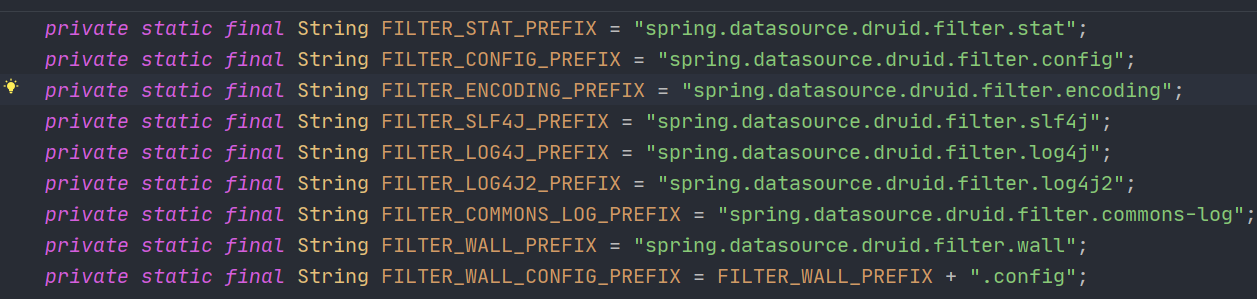 private static final String FILTER_STAT_PREFIX = "spring.datasource.druid.filter.stat";
private static final String FILTER_CONFIG_PREFIX = "spring.datasource.druid.filter.config";
private static final String FILTER_ENCODING_PREFIX = "spring.datasource.druid.filter.encoding";
private static final String FILTER_SLF4J_PREFIX = "spring.datasource.druid.filter.slf4j";
private static final String FILTER_LOG4J_PREFIX = "spring.datasource.druid.filter.log4j";
private static final String FILTER_LOG4J2_PREFIX = "spring.datasource.druid.filter.log4j2";
private static final String FILTER_COMMONS_LOG_PREFIX = "spring.datasource.druid.filter.commons-log";
private static final String FILTER_WALL_PREFIX = "spring.datasource.druid.filter.wall";
private static final String FILTER_WALL_CONFIG_PREFIX = FILTER_WALL_PREFIX + ".config";